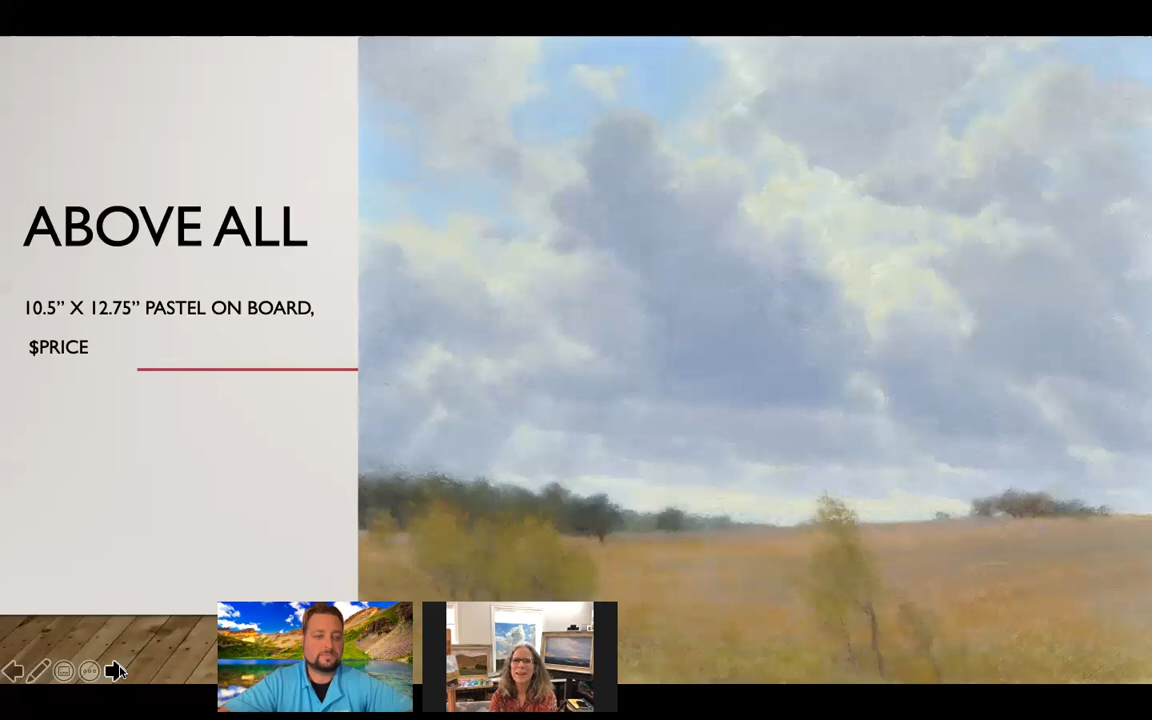 ABOVE ALL
10.5” X 12.75” PASTEL ON BOARD,
$PRICE